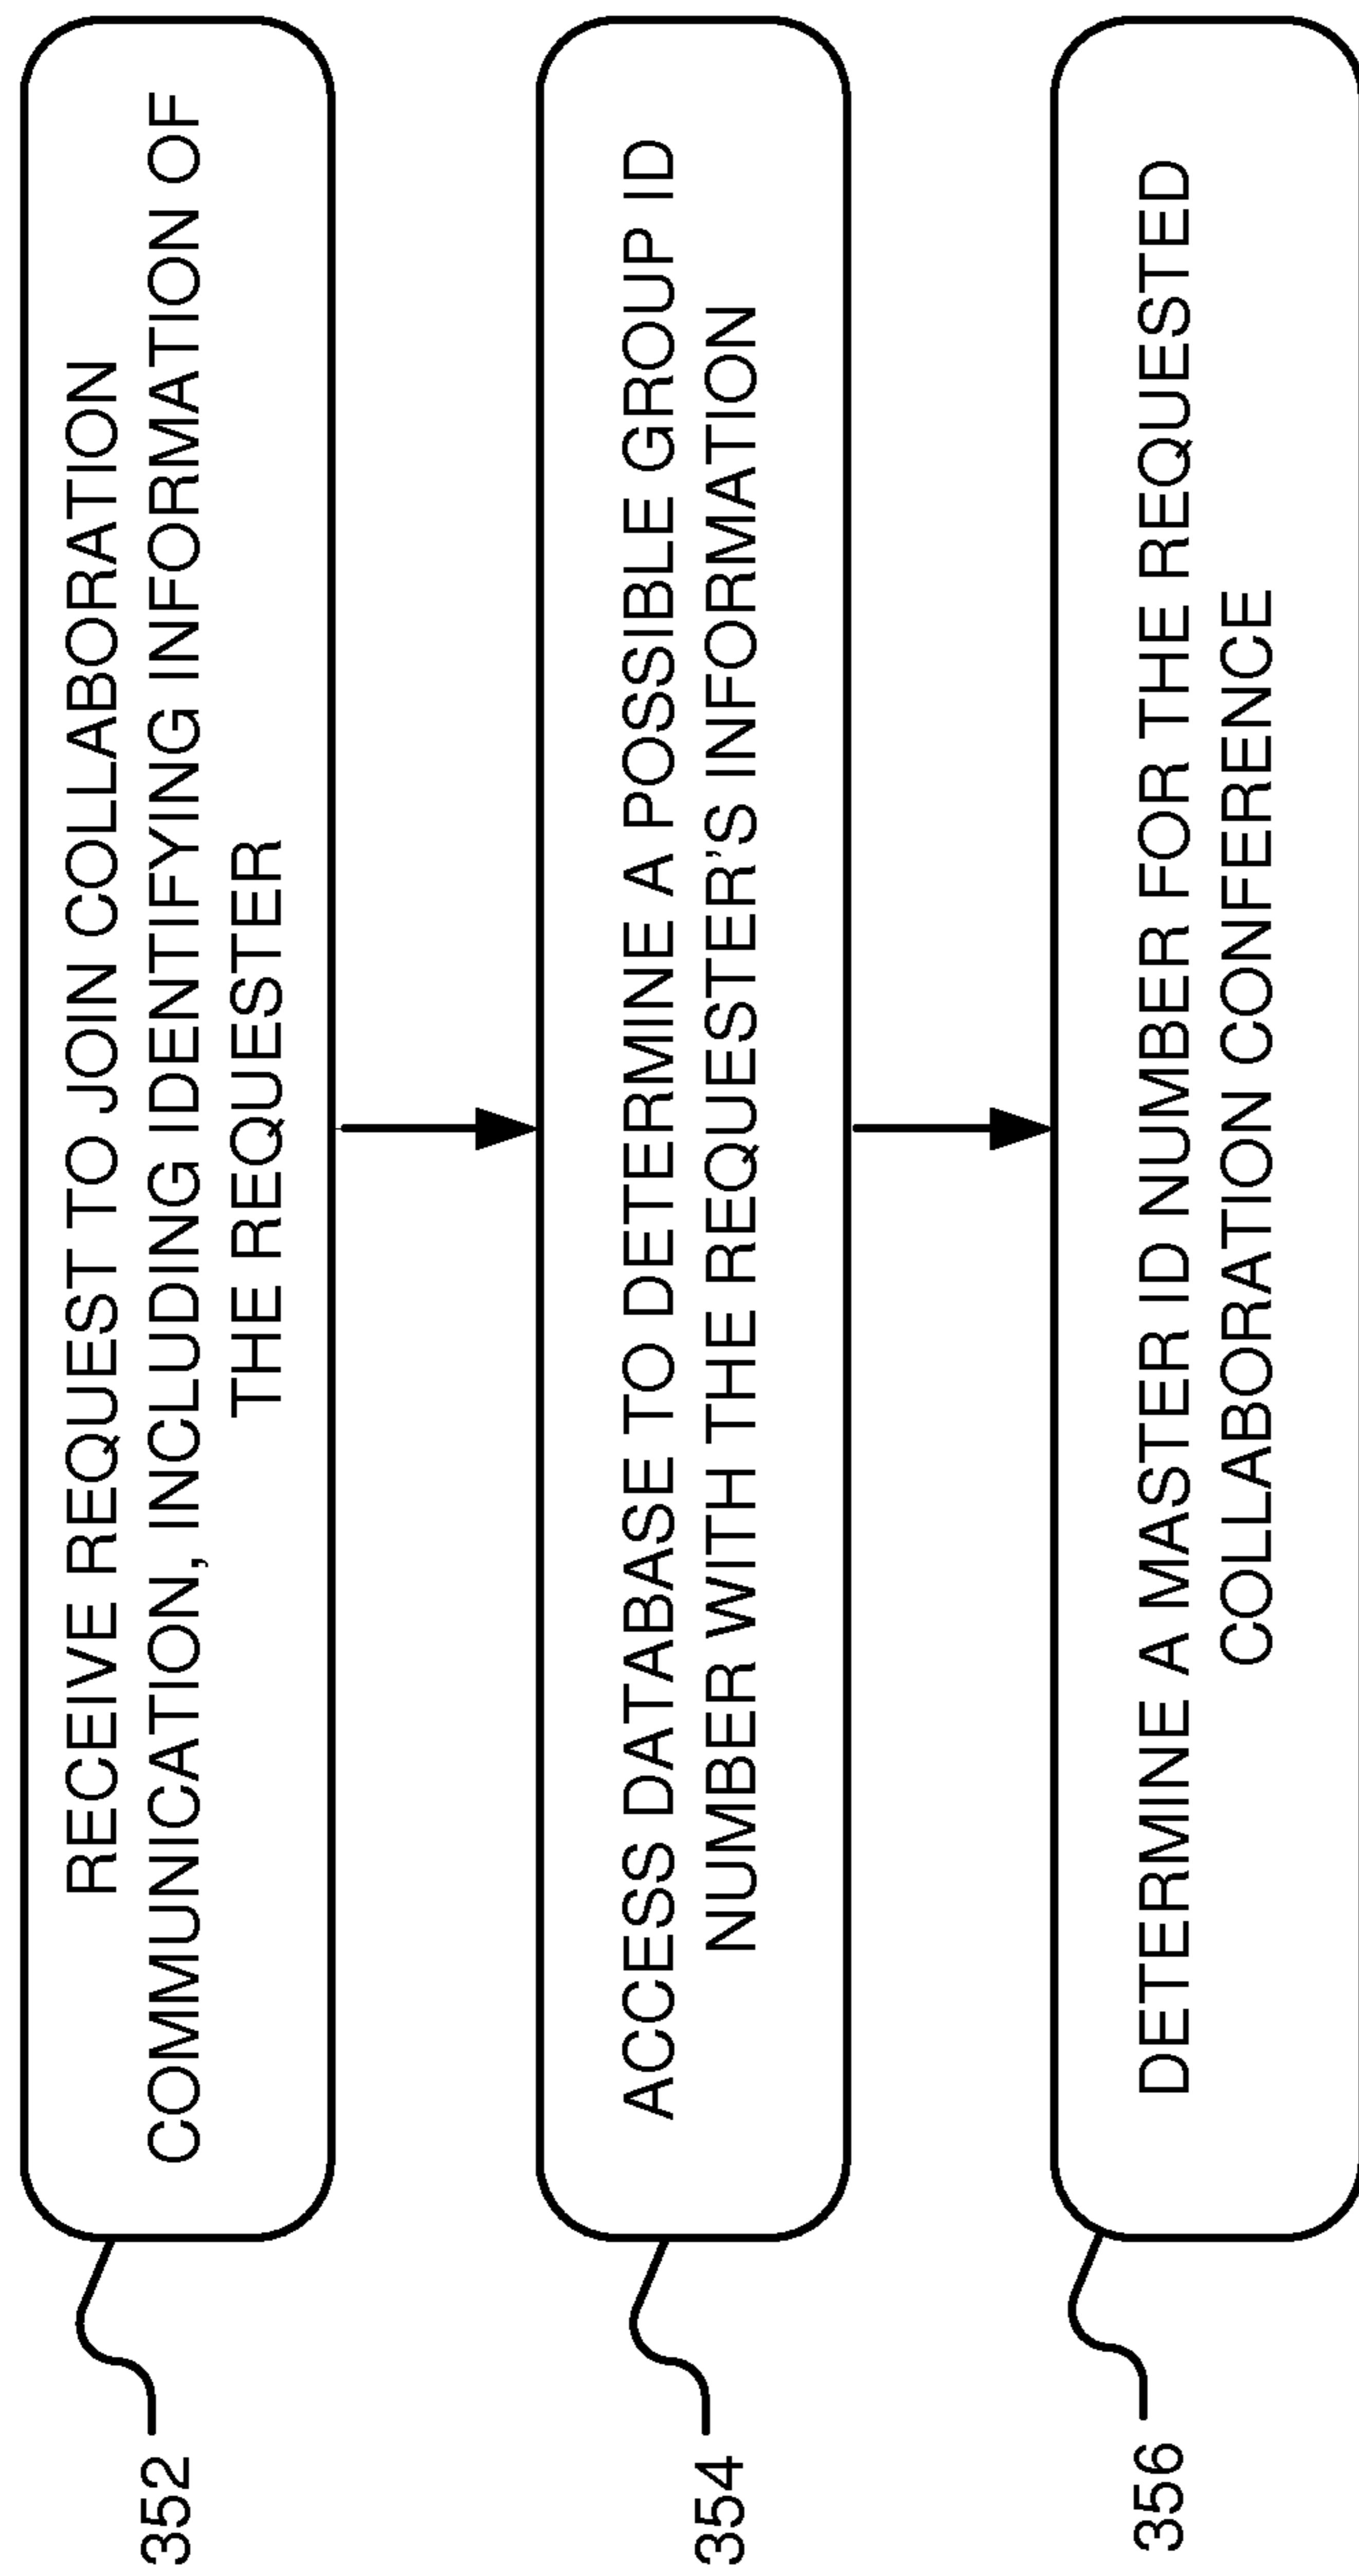 352
RECEIVE REQUEST TO JOIN COLLABORATION
COMMUNICATION, INCLUDING IDENTIFYING INFORMATION OF
THE REQUESTER
354
ACCESS DATABASE TO DETERMINE A POSSIBLE GROUP ID
NUMBER WITH THE REQUESTER'S INFORMATION
356
DETERMINE A MASTER ID NUMBER FOR THE REQUESTED
COLLABORATION CONFERENCE